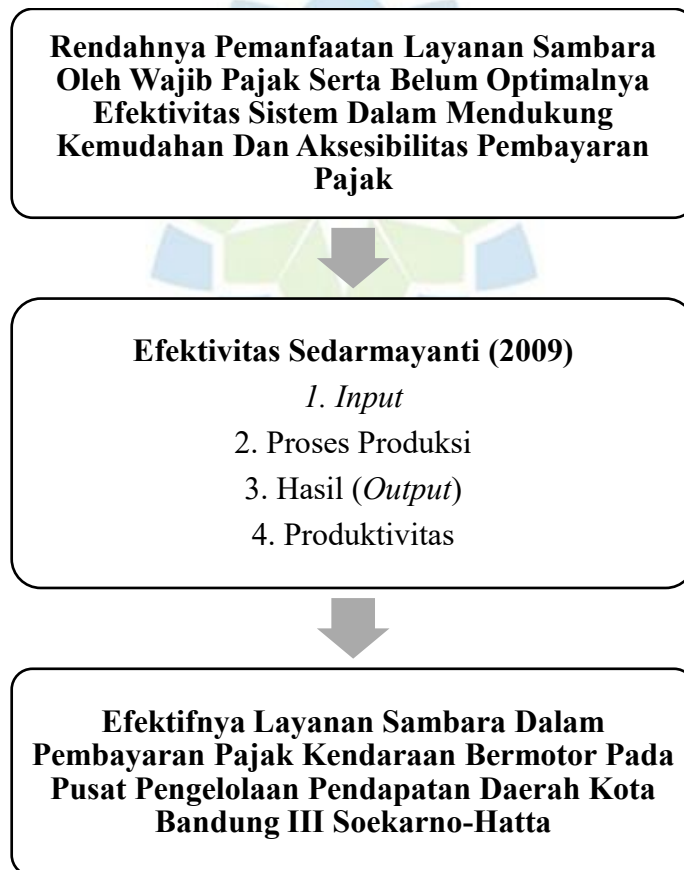 Rendahnya Pemanfaatan Layanan Sambara
Oleh Wajib Pajak Serta Belum Optimalnya
Efektivitas Sistem Dalam Mendukung
Kemudahan Dan Aksesibilitas Pembayaran
Pajak
Efektivitas Sedarmayanti (2009)
1. Input
2. Proses Produksi
3. Hasil (Output)
4. Produktivitas
Efektifnya Layanan Sambara Dalam
Pembayaran Pajak Kendaraan Bermotor Pada
Pusat Pengelolaan Pendapatan Daerah Kota
Bandung III Soekarno-Hatta